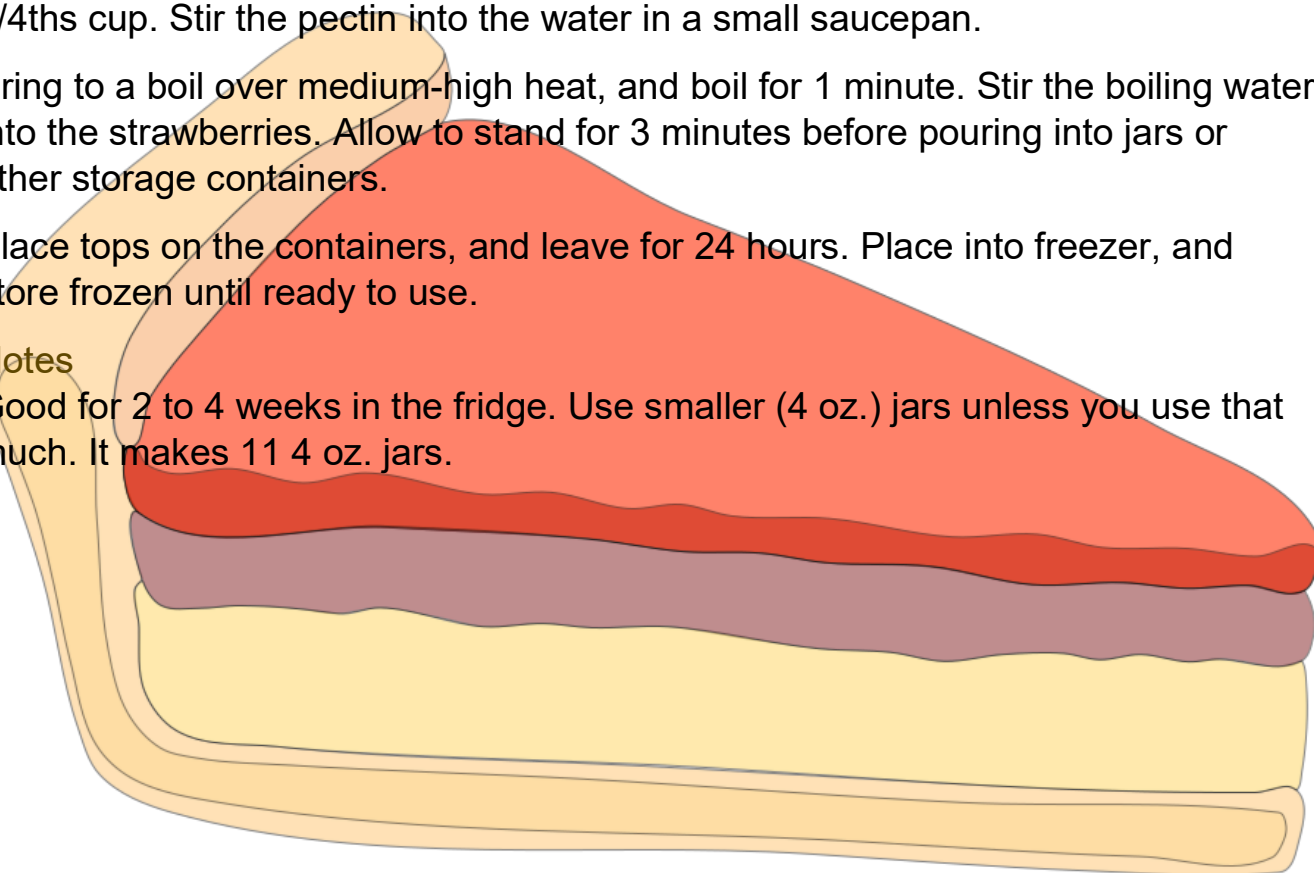 /4ths cup. Stir the pectin into the water in a small saucepan.
ring to a boil over medium-high heat, and boil for 1 minute. Stir the boiling water
nto the strawberries. Allow to stand for 3 minutes before pouring into jars or
ther storage containers.
lace tops on the containers, and leave for 24 hours. Place into freezer, and
tore frozen until ready to use.
otes
Good for 2 to 4 weeks in the fridge. Use smaller (4 oz.) jars unless you use that
much. It makes 11 4 oz. jars.